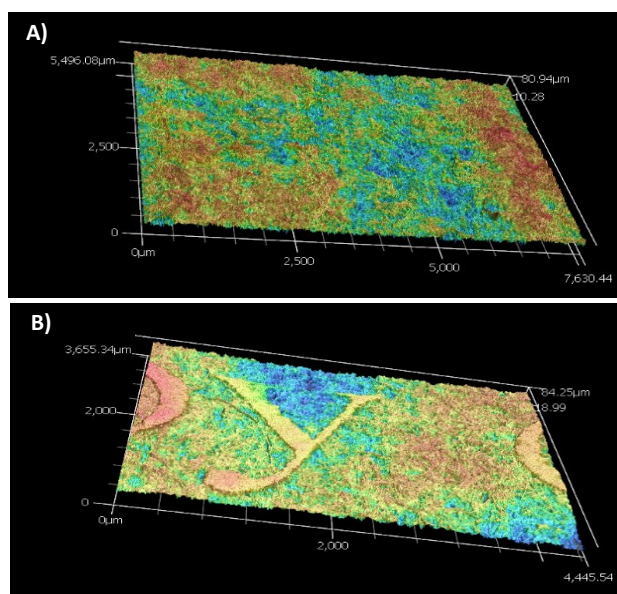 A)
5,496.08µm
80.94µm
10.28
2,500
0
0µm
2,500
5,000
7,630.44
B)
3,655.34µm
84.25µm
18.99
2,000
y
0
0µm
2,000
4,445.54